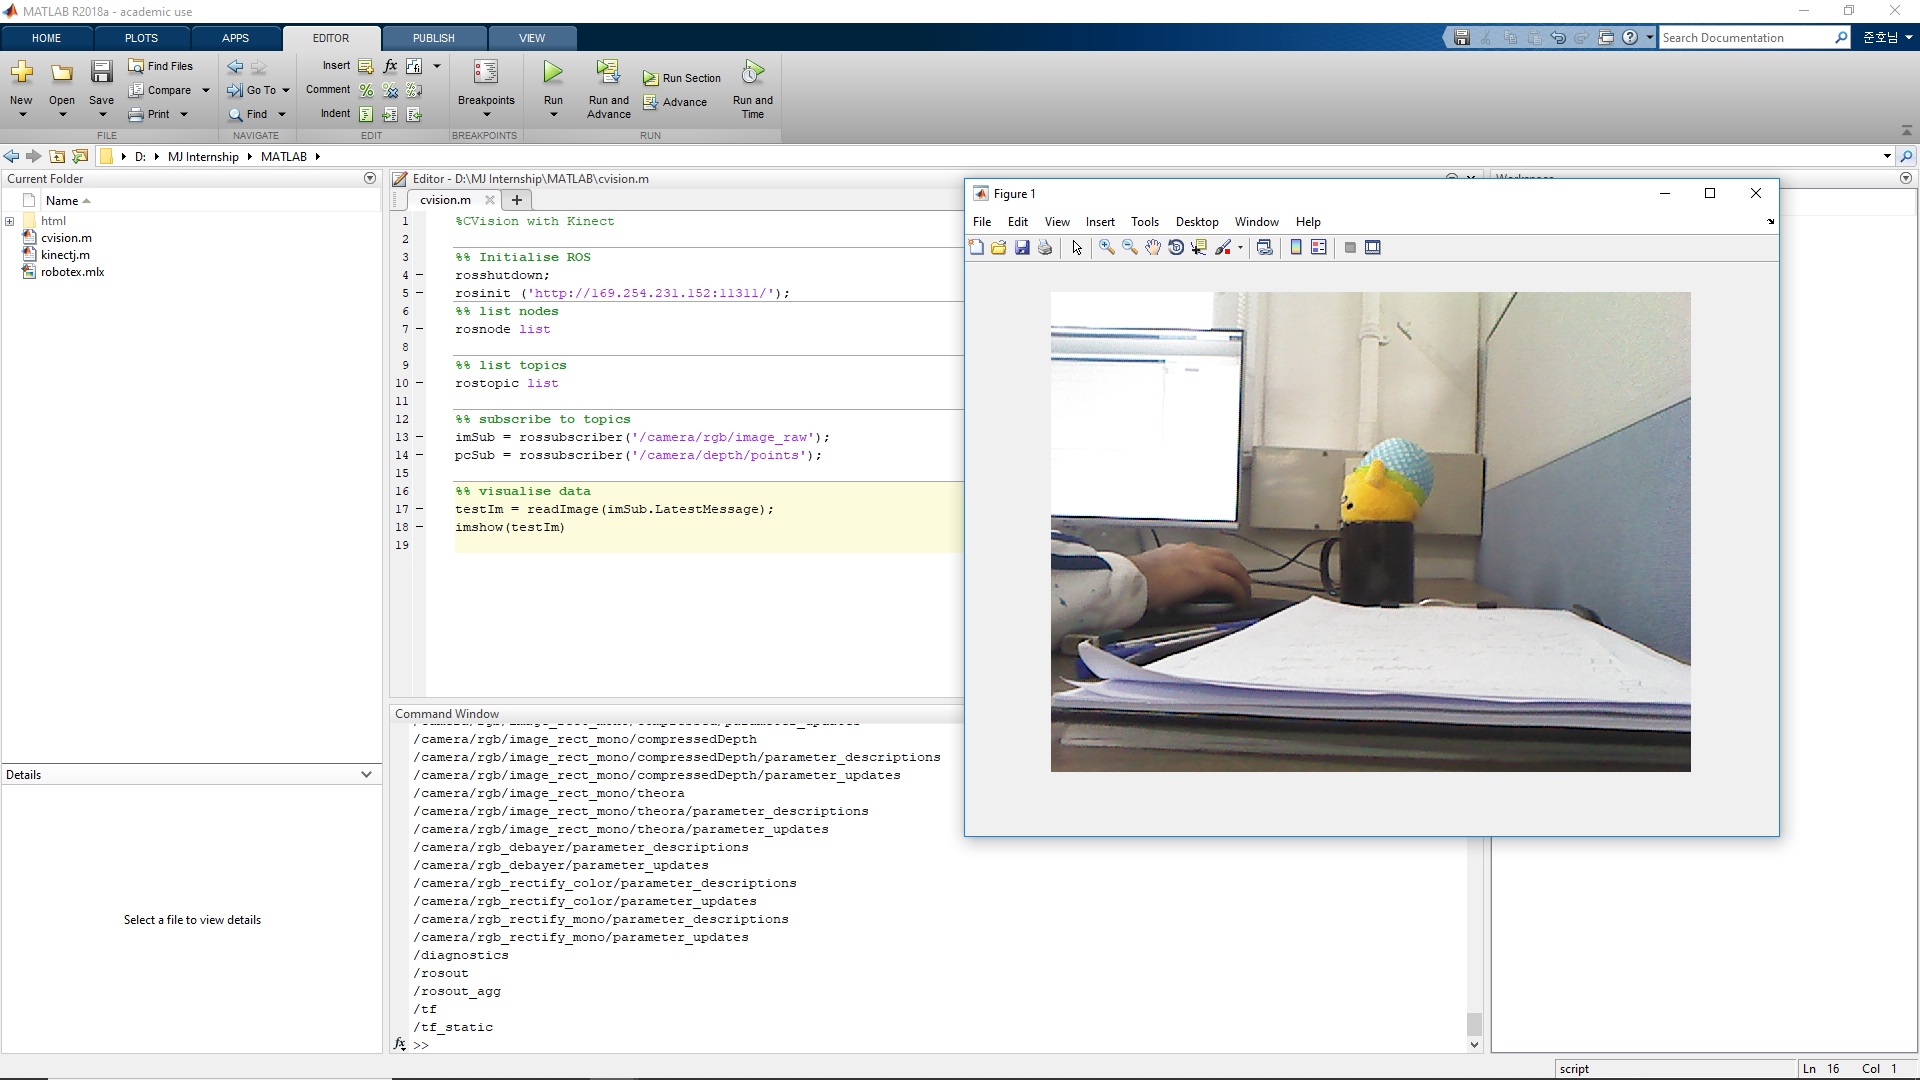 MATLAB R2018a - academic use
HOME PLOTS APPS EDITOR PUBLISH VIEW
Search Documentation
준호님
New Open Save
Find Files
Compare
Print
FILE
Go To
Find
NAVIGATE
Insert
Comment
Indent
EDIT
Breakpoints
BREAKPOINTS
Run
Run and Advance
Run Section
Advance
Run and Time
RUN
D: MJ Internship MATLAB
Current Folder
Name
html
cvision.m
kinectj.m
robotex.mlx
Details
Select a file to view details
Editor - D:\MJ Internship\MATLAB\cvision.m
cvision.m
1 %CVision with Kinect
2
3 %% Initialise ROS
4 rosshutdown;
5 rosinit ('http://169.254.231.152:11311/');
6 %% list nodes
7 rosnode list
8
9 %% list topics
10 rostopic list
11
12 %% subscribe to topics
13 imSub = rossubscriber('/camera/rgb/image_raw');
14 pcSub = rossubscriber('/camera/depth/points');
15
16 %% visualise data
17 testIm = readImage(imSub.LatestMessage);
18 imshow(testIm)
19
Command Window
/camera/rgb/image_rect_mono/compressedDepth
/camera/rgb/image_rect_mono/compressedDepth/parameter_descriptions
/camera/rgb/image_rect_mono/compressedDepth/parameter_updates
/camera/rgb/image_rect_mono/theora
/camera/rgb/image_rect_mono/theora/parameter_descriptions
/camera/rgb/image_rect_mono/theora/parameter_updates
/camera/rgb_debayer/parameter_descriptions
/camera/rgb_debayer/parameter_updates
/camera/rgb_rectify_color/parameter_descriptions
/camera/rgb_rectify_color/parameter_updates
/camera/rgb_rectify_mono/parameter_descriptions
/camera/rgb_rectify_mono/parameter_updates
/diagnostics
/rosout
/rosout_agg
/tf
/tf_static
fx >>
Figure 1
File Edit View Insert Tools Desktop Window Help
script
Ln 16 Col 1